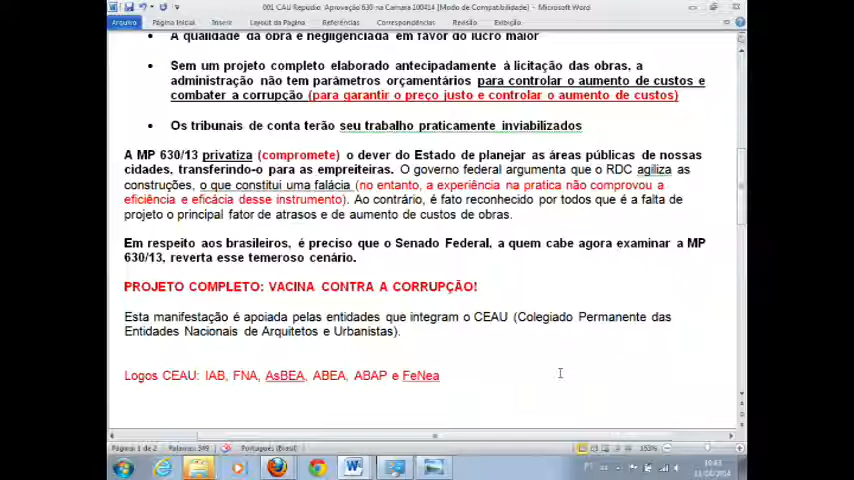 001 CAU Repúdio Aprovação 630 na Camara 100414 [Modo de Compatibilidade] - Microsoft Word
Arquivo Página Inicial Inserir Layout da Página Referências Correspondências Revisão Exibição
A qualidade da obra é negligenciada em favor do lucro maior
Sem um projeto completo elaborado antecipadamente à licitação das obras, a
administração não tem parâmetros orçamentários para controlar o aumento de custos e
combater a corrupção (para garantir o preço justo e controlar o aumento de custos)
Os tribunais de conta terão seu trabalho praticamente inviabilizados
A MP 630/13 privatiza (compromete) o dever do Estado de planejar as áreas públicas de nossas
cidades, transferindo-o para as empreiteiras. O governo federal argumenta que o RDC agiliza as
construções, o que constitui uma falácia (no entanto, a experiência na pratica não comprovou a
eficiência e eficácia desse instrumento). Ao contrário, é fato reconhecido por todos que é a falta de
projeto o principal fator de atrasos e de aumento de custos de obras.
Em respeito aos brasileiros, é preciso que o Senado Federal, a quem cabe agora examinar a MP
630/13, reverta esse temeroso cenário.
PROJETO COMPLETO: VACINA CONTRA A CORRUPÇÃO!
Esta manifestação é apoiada pelas entidades que integram o CEAU (Colegiado Permanente das
Entidades Nacionais de Arquitetos e Urbanistas).
Logos CEAU: IAB, FNA, AsBEA, ABEA, ABAP e FeNea
Página 1 de 2 Palavras: 349 Português (Brasil) 153%
PT 10:43
11/04/2014